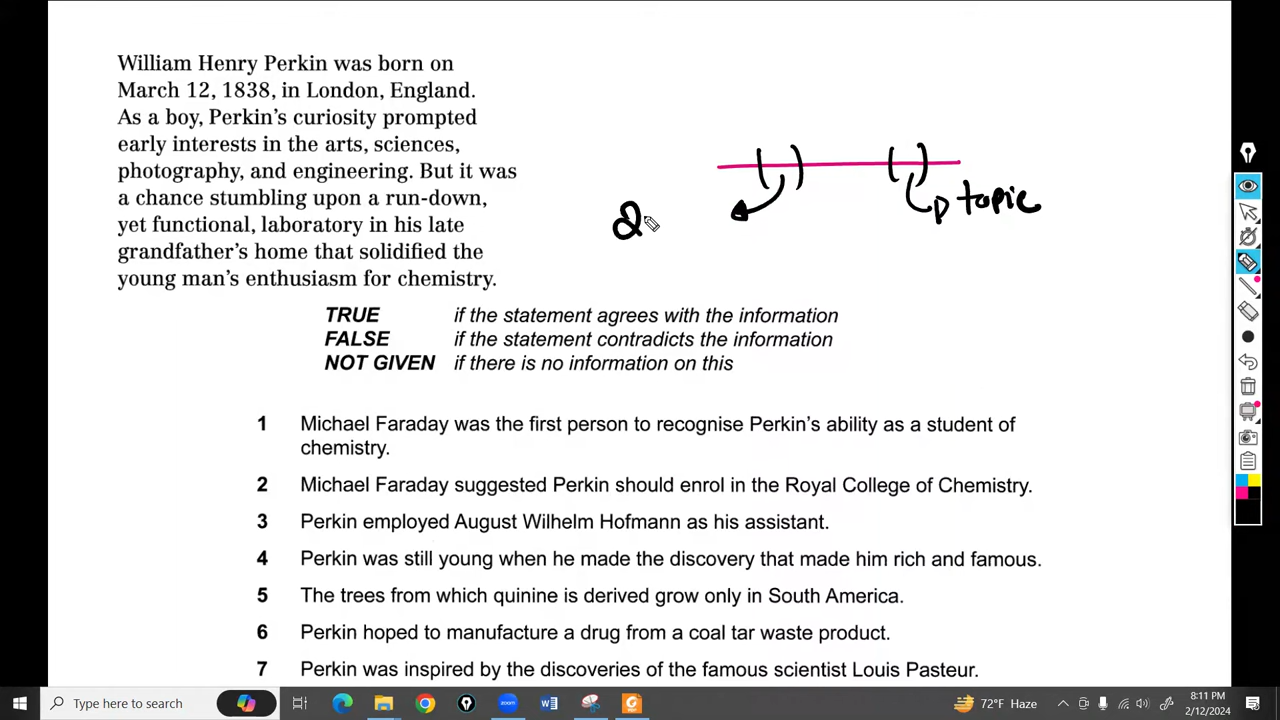 William Henry Perkin was born on
March 12, 1838, in London, England.
As a boy, Perkin's curiosity prompted
early interests in the arts, sciences,
photography, and engineering. But it was
a chance stumbling upon a run-down,
yet functional, laboratory in his late
grandfather's home that solidified the
young man's enthusiasm for chemistry.
topic
2
TRUE if the statement agrees with the information
FALSE if the statement contradicts the information
NOT GIVEN if there is no information on this
1 Michael Faraday was the first person to recognise Perkin's ability as a student of
chemistry.
2 Michael Faraday suggested Perkin should enrol in the Royal College of Chemistry.
3 Perkin employed August Wilhelm Hofmann as his assistant.
4 Perkin was still young when he made the discovery that made him rich and famous.
5 The trees from which quinine is derived grow only in South America.
6 Perkin hoped to manufacture a drug from a coal tar waste product.
7 Perkin was inspired by the discoveries of the famous scientist Louis Pasteur.
Type here to search
zoom
72°F Haze
8:11 PM
2/12/2024